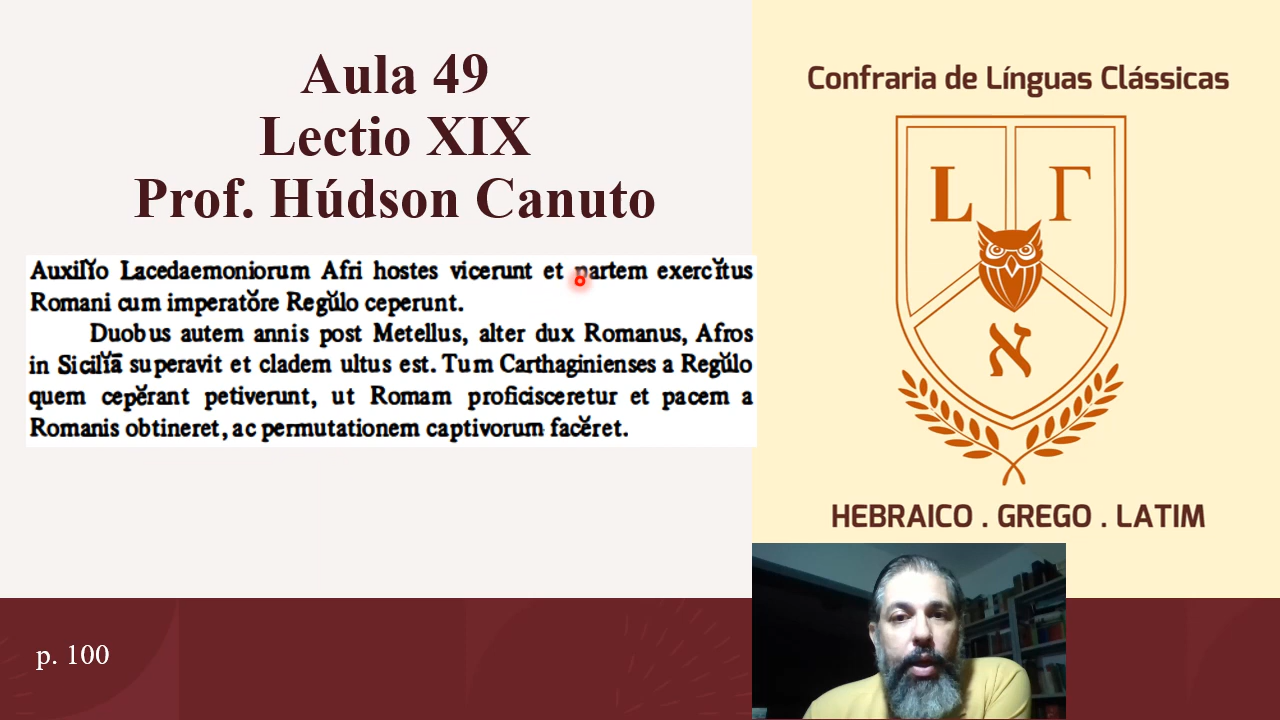 Aula 49
Lectio XIX
Prof. Húdson Canuto
Auxilĭo Lacedaemoniorum Afri hostes vicerunt et partem exercĭtus
Romani cum imperatŏre Regŭlo ceperunt.
Duobus autem annis post Metellus, alter dux Romanus, Afros
in Sicilĭā superavit et cladem ultus est. Tum Carthaginienses a Regŭlo
quem cepĕrant petiverunt, ut Romam proficisceretur et pacem a
Romanis obtineret, ac permutationem captivorum facĕret.
p. 100
Confraria de Línguas Clássicas
L Γ
א
HEBRAICO . GREGO . LATIM